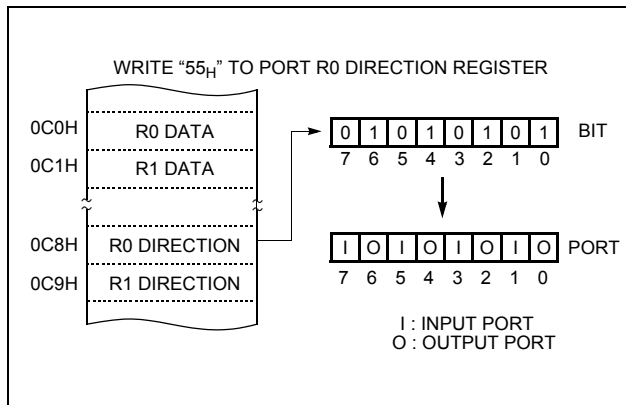 WRITE “55H” TO PORT R0 DIRECTION REGISTER
0C0H R0 DATA
0C1H R1 DATA
0C8H R0 DIRECTION
0C9H R1 DIRECTION
0 1 0 1 0 1 0 1 BIT
7 6 5 4 3 2 1 0
I O I O I O I O PORT
7 6 5 4 3 2 1 0
I : INPUT PORT
O : OUTPUT PORT